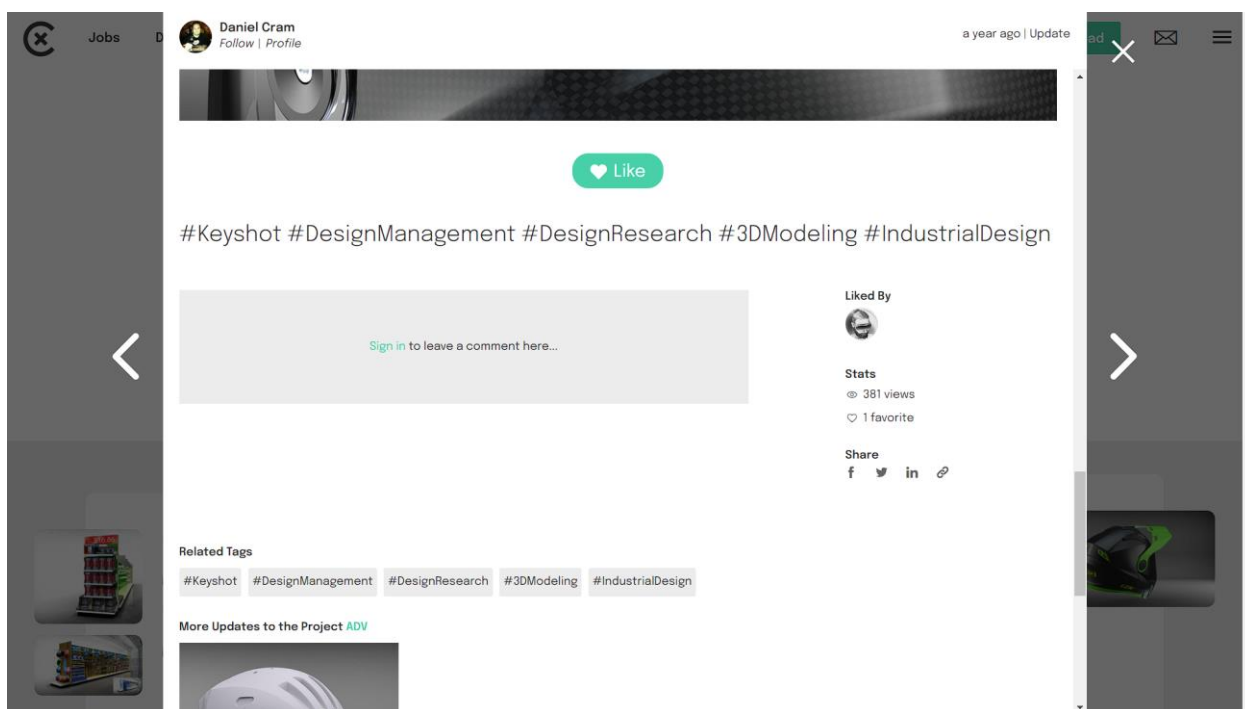 Jobs
D
Daniel Cram
Follow | Profile
a year ago | Update
ad
Like
#Keyshot #DesignManagement #DesignResearch #3DModeling #IndustrialDesign
Sign in to leave a comment here...
Liked By
Stats
381 views
1 favorite
Share
Related Tags
#Keyshot #DesignManagement #DesignResearch #3DModeling #IndustrialDesign
More Updates to the Project ADV